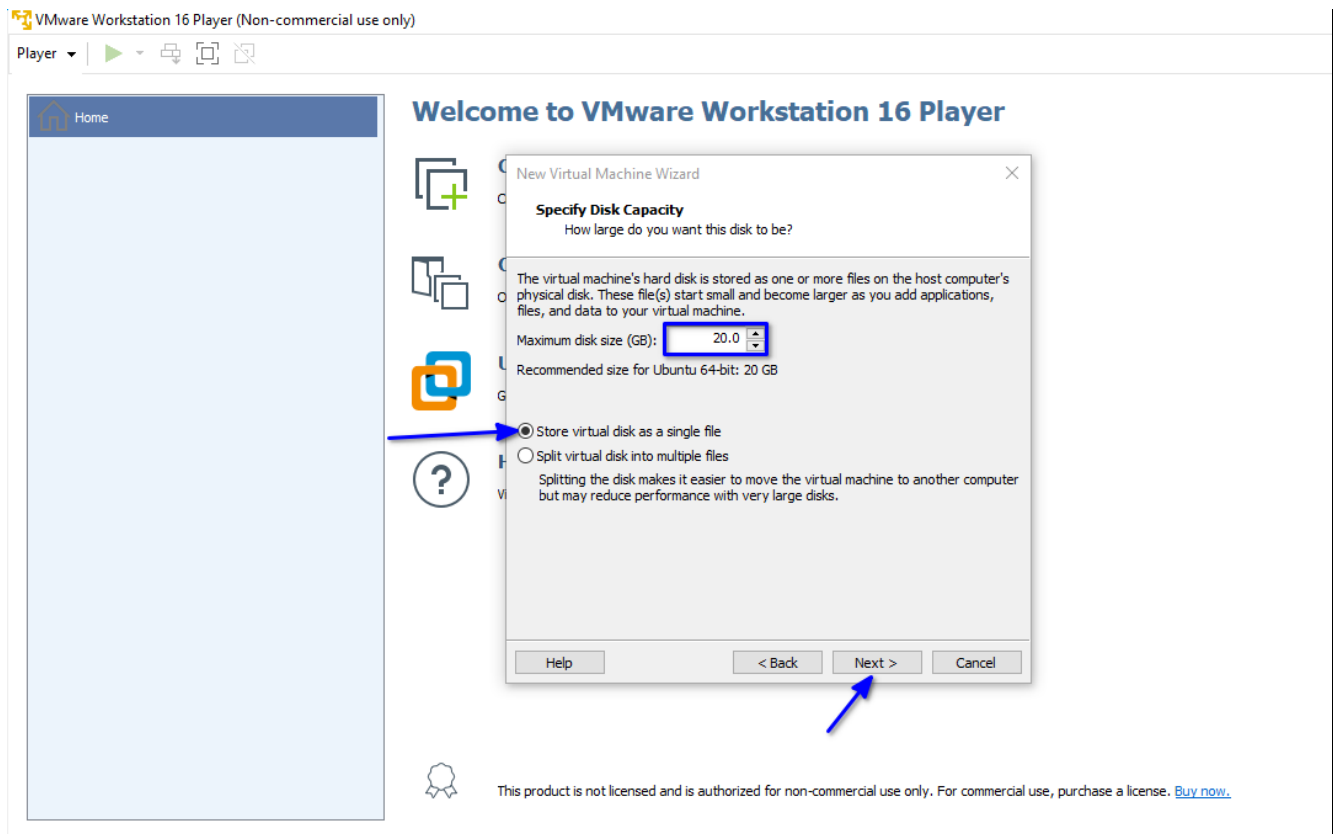 VMware Workstation 16 Player (Non-commercial use only)
Player
Home
Welcome to VMware Workstation 16 Player
New Virtual Machine Wizard
Specify Disk Capacity
How large do you want this disk to be?
The virtual machine's hard disk is stored as one or more files on the host computer's
physical disk. These file(s) start small and become larger as you add applications,
files, and data to your virtual machine.
Maximum disk size (GB): 20.0
Recommended size for Ubuntu 64-bit: 20 GB
Store virtual disk as a single file
Split virtual disk into multiple files
Splitting the disk makes it easier to move the virtual machine to another computer
but may reduce performance with very large disks.
Help < Back Next > Cancel
This product is not licensed and is authorized for non-commercial use only. For commercial use, purchase a license. Buy now.